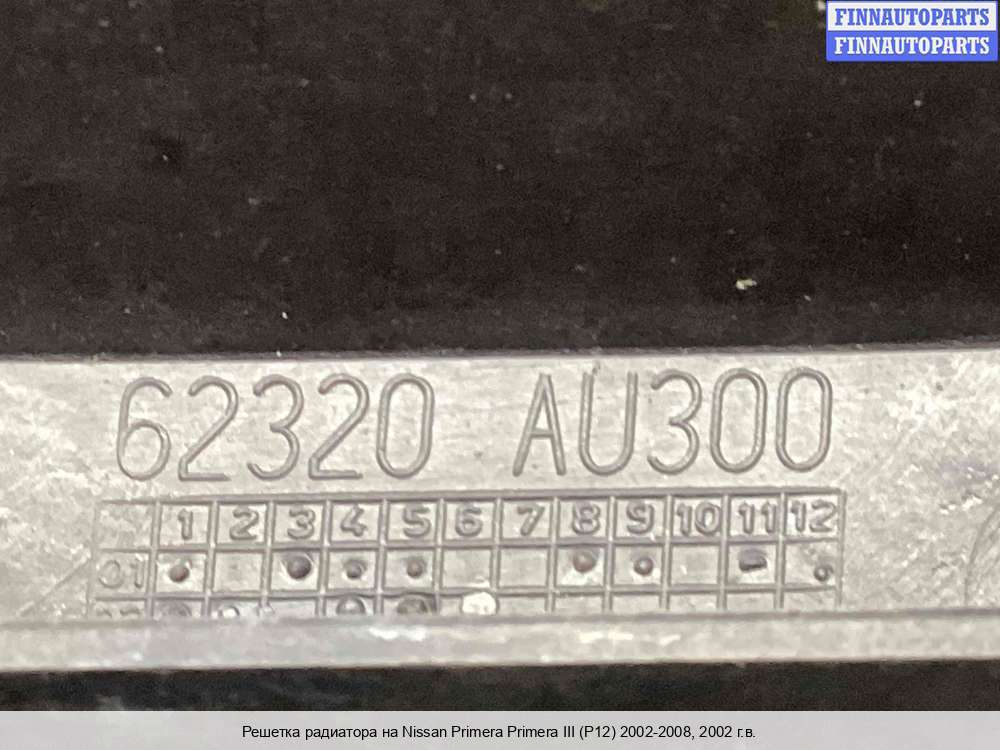 FINNAUTOPARTS
FINNAUTOPARTS
62320 AU300
1 2 3 4 5 6 7 8 9 10 11 12
01
Решетка радиатора на Nissan Primera Primera III (P12) 2002-2008, 2002 г.в.